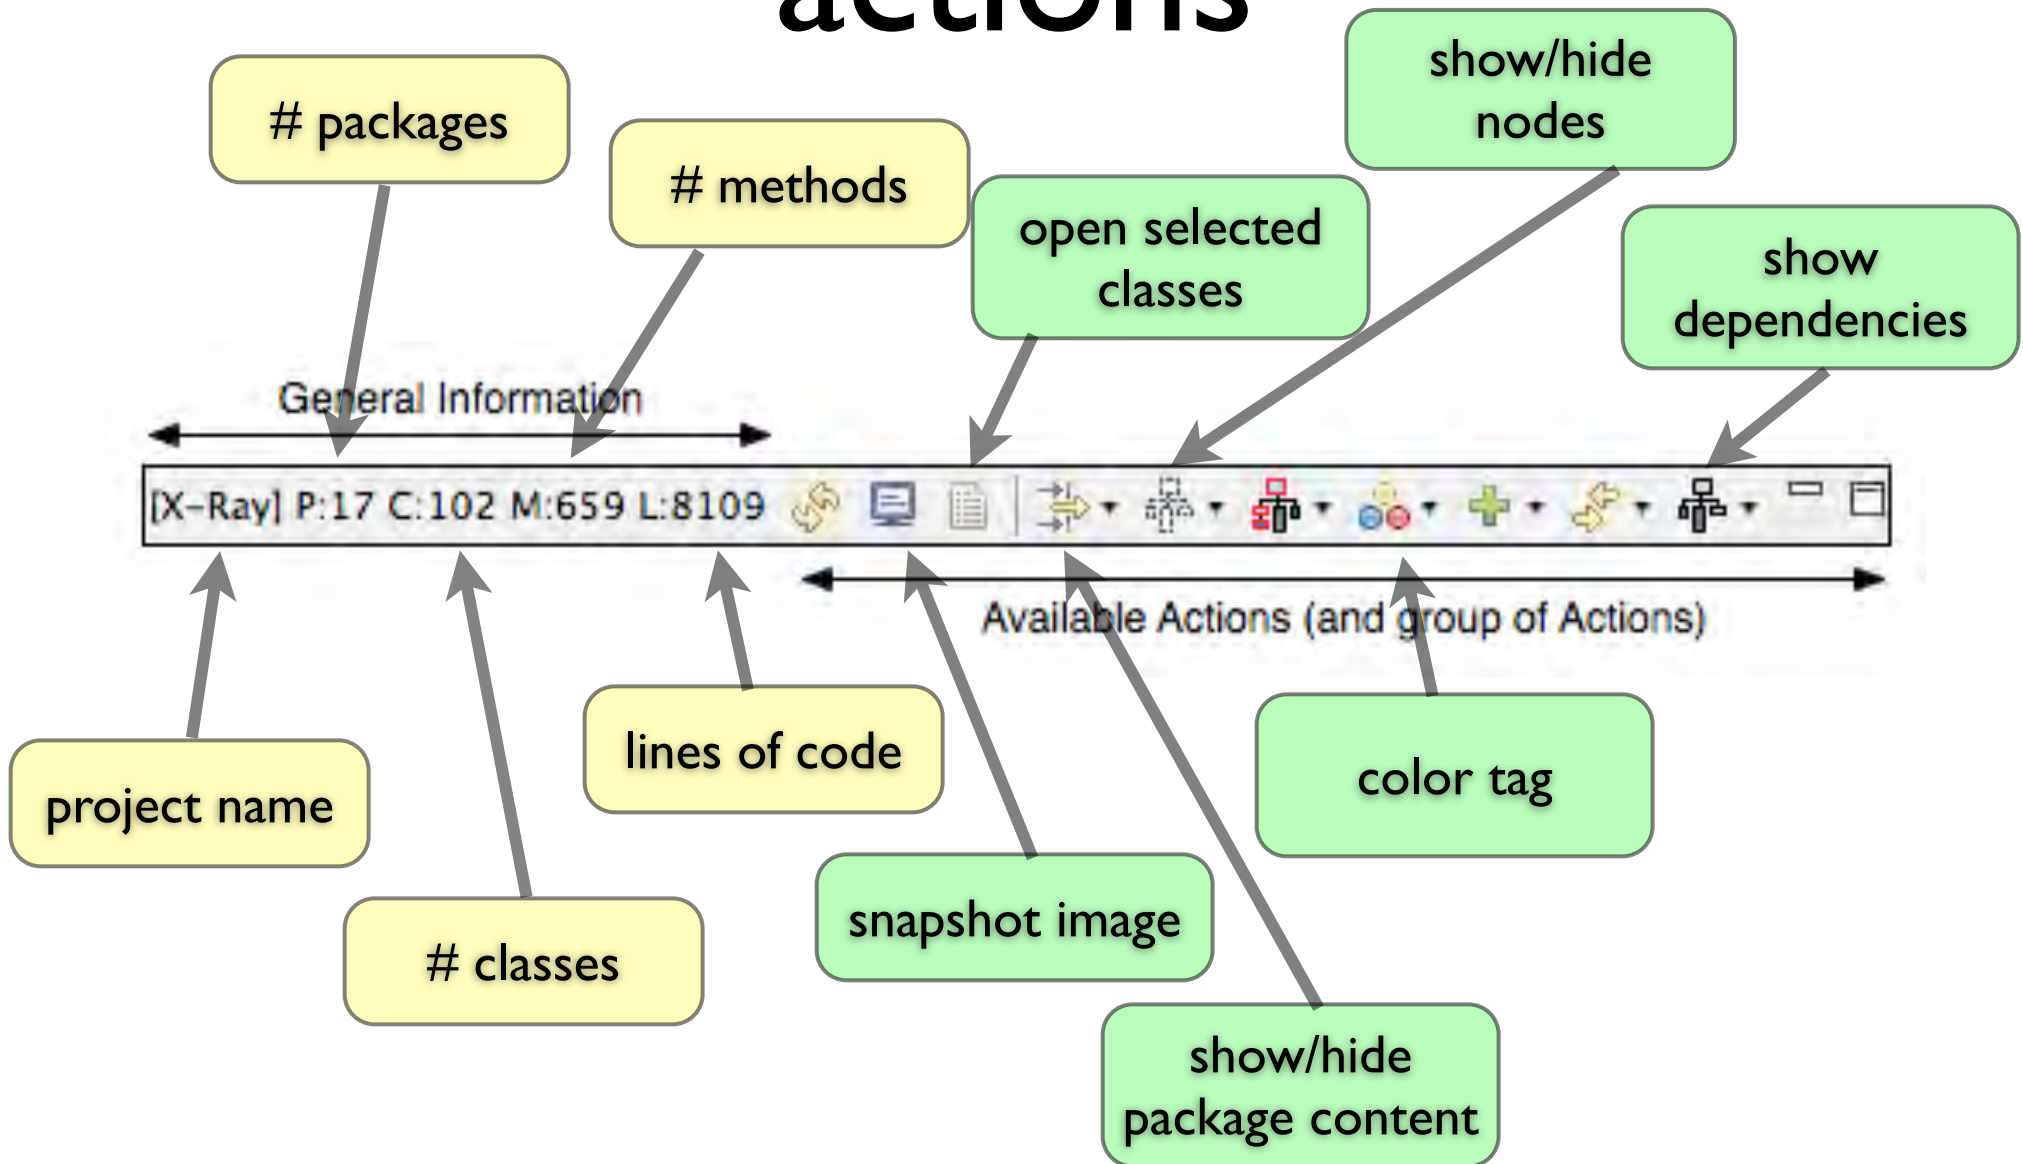 actions
show/hide
nodes
# packages
# methods
open selected
classes
show
dependencies
General Information
[X-Ray] P:17 C:102 M:659 L:8109
Available Actions (and group of Actions)
lines of code
color tag
project name
snapshot image
# classes
show/hide
package content